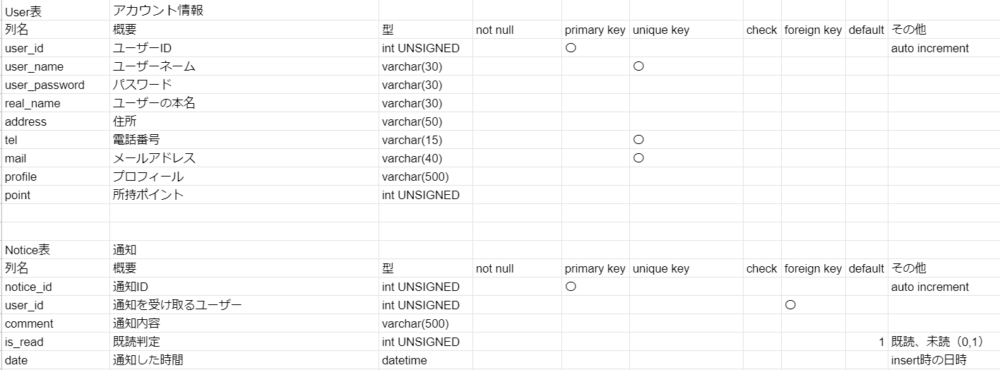 User表 アカウント情報
列名 概要 型 not null primary key unique key check foreign key default その他
user_id ユーザーID int UNSIGNED 〇 auto increment
user_name ユーザーネーム varchar(30) 〇
user_password パスワード varchar(30)
real_name ユーザーの本名 varchar(30)
address 住所 varchar(50)
tel 電話番号 varchar(15) 〇
mail メールアドレス varchar(40) 〇
profile プロフィール varchar(500)
point 所持ポイント int UNSIGNED
Notice表 通知
列名 概要 型 not null primary key unique key check foreign key default その他
notice_id 通知ID int UNSIGNED 〇 auto increment
user_id 通知を受け取るユーザー int UNSIGNED 〇
comment 通知内容 varchar(500)
is_read 既読判定 int UNSIGNED 1 既読、未読（0,1）
date 通知した時間 datetime insert時の日時